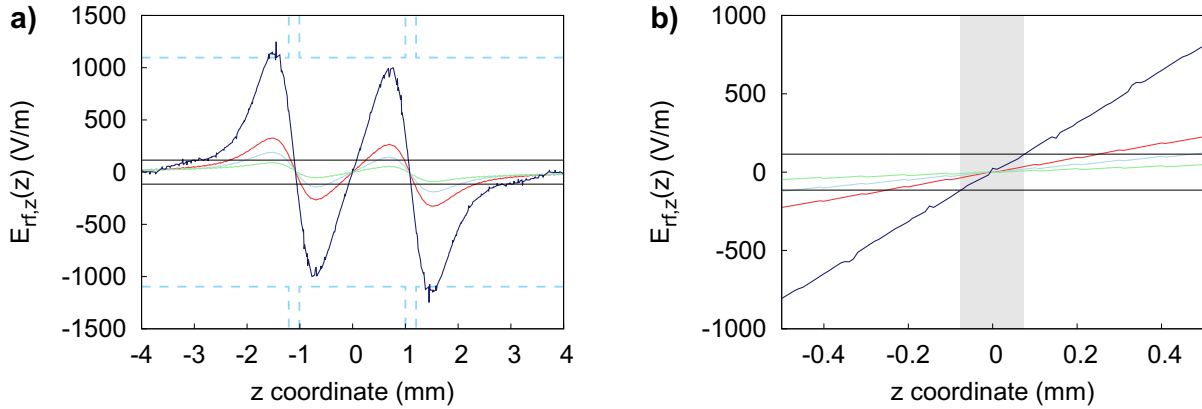 a)
E_rf,z(z) (V/m)
1500
1000
500
0
-500
-1000
-1500
-4 -3 -2 -1 0 1 2 3 4
z coordinate (mm)
b)
E_rf,z(z) (V/m)
1000
500
0
-500
-1000
-0.4 -0.2 0 0.2 0.4
z coordinate (mm)